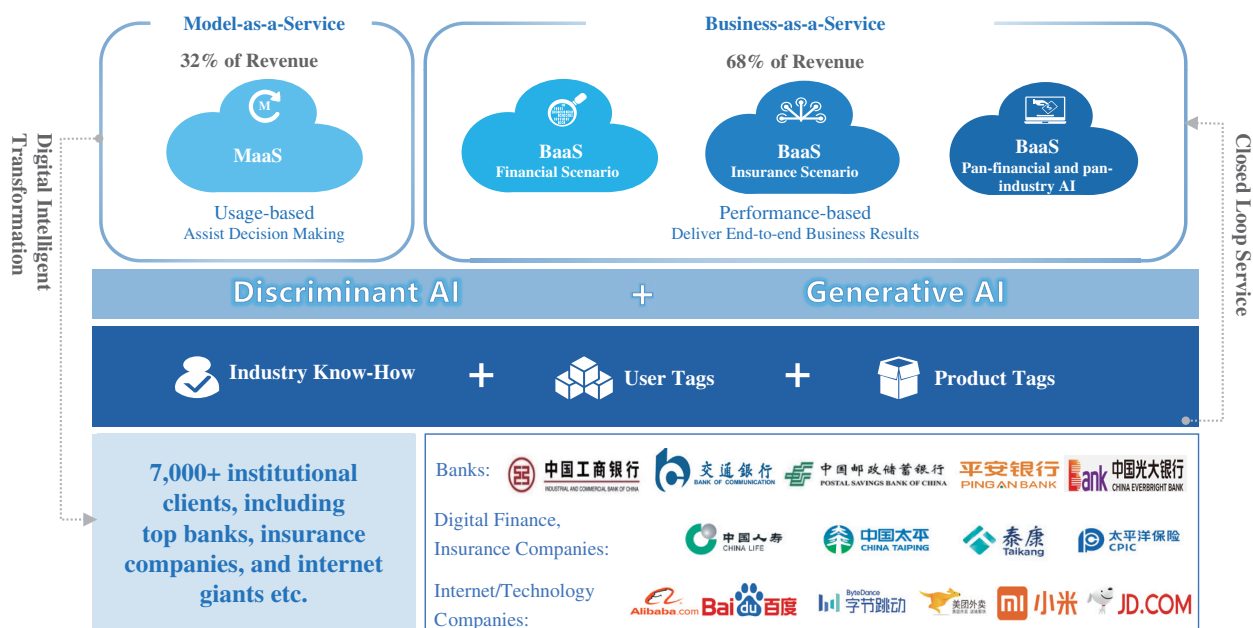 Model-as-a-Service
32% of Revenue
M
MaaS
Usage-based
Assist Decision Making
Business-as-a-Service
68% of Revenue
BaaS
Financial Scenario
BaaS
Insurance Scenario
BaaS
Pan-financial and pan-
industry AI
Performance-based
Deliver End-to-end Business Results
Digital Intelligent
Transformation
Closed Loop Service
Discriminant AI + Generative AI
Industry Know-How + User Tags + Product Tags
7,000+ institutional
clients, including
top banks, insurance
companies, and internet
giants etc.
Banks:
中国工商银行
INDUSTRIAL AND COMMERCIAL BANK OF CHINA
交通银行
BANK OF COMMUNICATION
中国邮政储蓄银行
POSTAL SAVINGS BANK OF CHINA
平安银行
PING AN BANK
Bank
中国光大银行
CHINA EVERBRIGHT BANK
Digital Finance,
Insurance Companies:
中国人寿
CHINA LIFE
中国太平
CHINA TAIPING
泰康
Taikang
太平洋保险
CPIC
Internet/Technology
Companies:
Alibaba.com
Bai du 百度
ByteDance
字节跳动
美团外卖
mi 小米
JD.COM